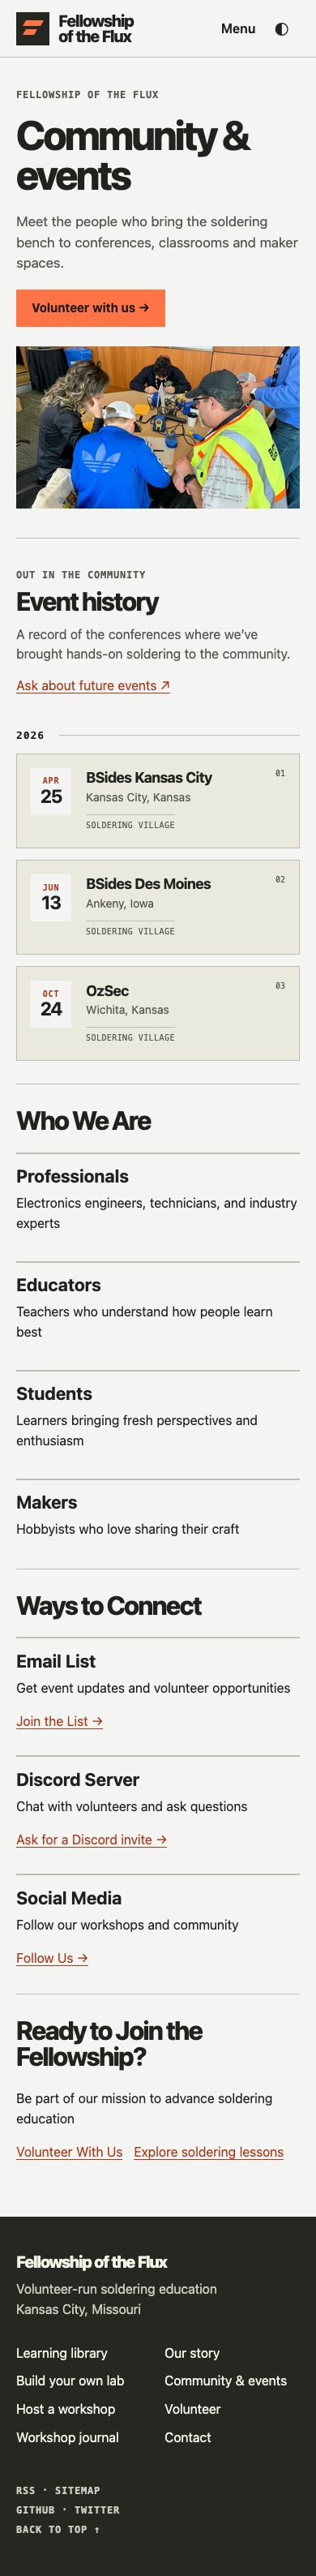 Fellowship
of the Flux
Menu
FELLOWSHIP OF THE FLUX
Community &
events
Meet the people who bring the soldering
bench to conferences, classrooms and maker
spaces.
Volunteer with us →
OUT IN THE COMMUNITY
Event history
A record of the conferences where we’ve
brought hands-on soldering to the community.
Ask about future events ↗
2026
APR
25
BSides Kansas City
Kansas City, Kansas
SOLDERING VILLAGE
01
JUN
13
BSides Des Moines
Ankeny, Iowa
SOLDERING VILLAGE
02
OCT
24
OzSec
Wichita, Kansas
SOLDERING VILLAGE
03
Who We Are
Professionals
Electronics engineers, technicians, and industry
experts
Educators
Teachers who understand how people learn
best
Students
Learners bringing fresh perspectives and
enthusiasm
Makers
Hobbyists who love sharing their craft
Ways to Connect
Email List
Get event updates and volunteer opportunities
Join the List →
Discord Server
Chat with volunteers and ask questions
Ask for a Discord invite →
Social Media
Follow our workshops and community
Follow Us →
Ready to Join the
Fellowship?
Be part of our mission to advance soldering
education
Volunteer With Us Explore soldering lessons
Fellowship of the Flux
Volunteer-run soldering education
Kansas City, Missouri
Learning library
Our story
Build your own lab
Community & events
Host a workshop
Volunteer
Workshop journal
Contact
RSS · SITEMAP
GITHUB · TWITTER
BACK TO TOP ↑